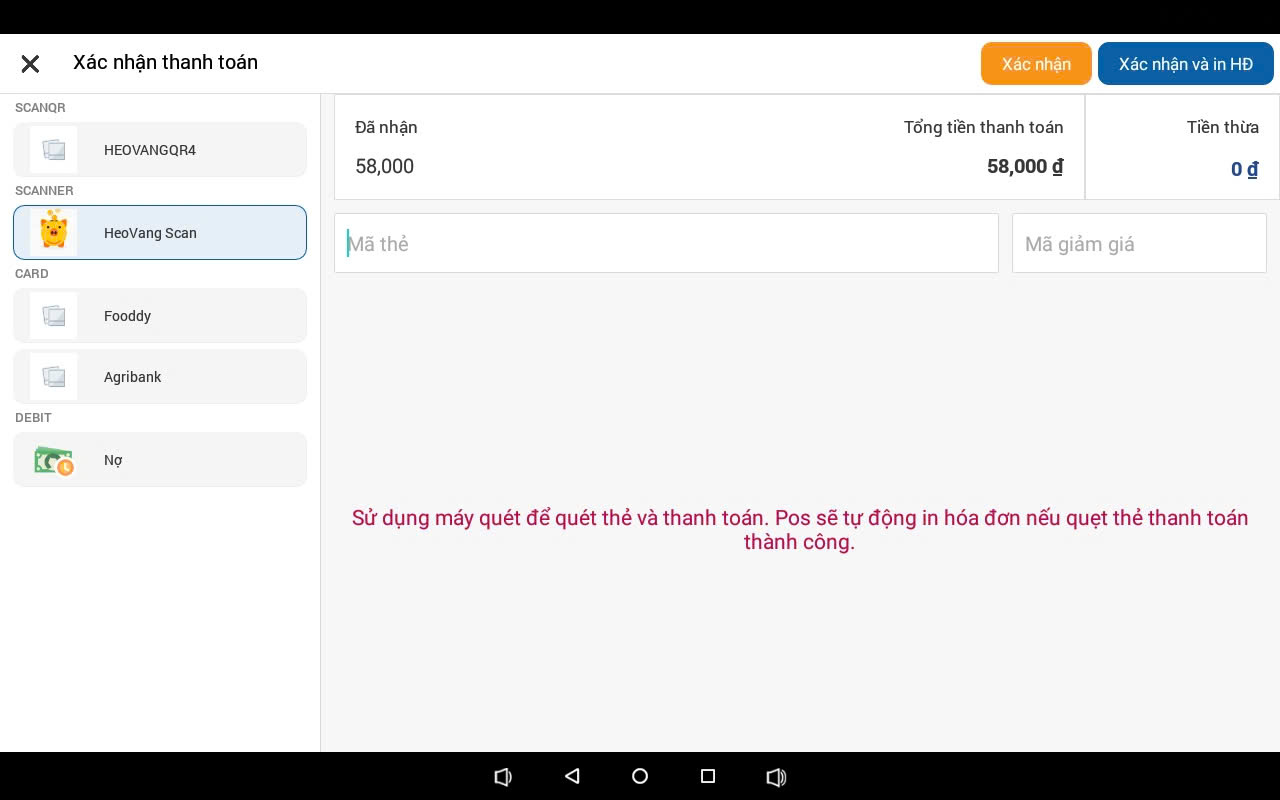 Xác nhận thanh toán
Xác nhận
Xác nhận và in HĐ
SCANQR
HEOVANGQR4
SCANNER
HeoVang Scan
CARD
Fooddy
Agribank
DEBIT
Nợ
Đã nhận
58,000
Tổng tiền thanh toán
58,000 ₫
Tiền thừa
0 ₫
Mã thẻ
Mã giảm giá
Sử dụng máy quét để quét thẻ và thanh toán. Pos sẽ tự động in hóa đơn nếu quẹt thẻ thanh toán
thành công.